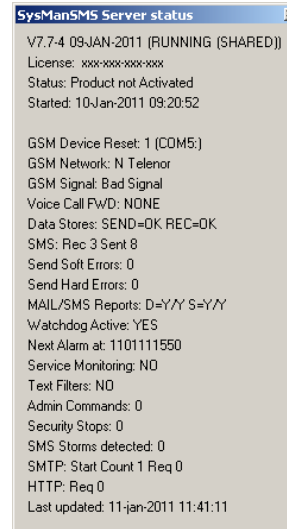 SysManSMS Server status
V7.7-4 09-JAN-2011 (RUNNING (SHARED))
License: xxx-xxx-xxx-xxx
Status: Product not Activated
Started: 10-Jan-2011 09:20:52
GSM Device Reset: 1 (COM5:)
GSM Network: N Telenor
GSM Signal: Bad Signal
Voice Call FWD: NONE
Data Stores: SEND=OK REC=OK
SMS: Rec 3 Sent 8
Send Soft Errors: 0
Send Hard Errors: 0
MAIL/SMS Reports: D=Y/Y S=Y/Y
Watchdog Active: YES
Next Alarm at: 1101111550
Service Monitoring: NO
Text Filters: NO
Admin Commands: 0
Security Stops: 0
SMS Storms detected: 0
SMTP: Start Count 1 Req 0
HTTP: Req 0
Last updated: 11-jan-2011 11:41:11